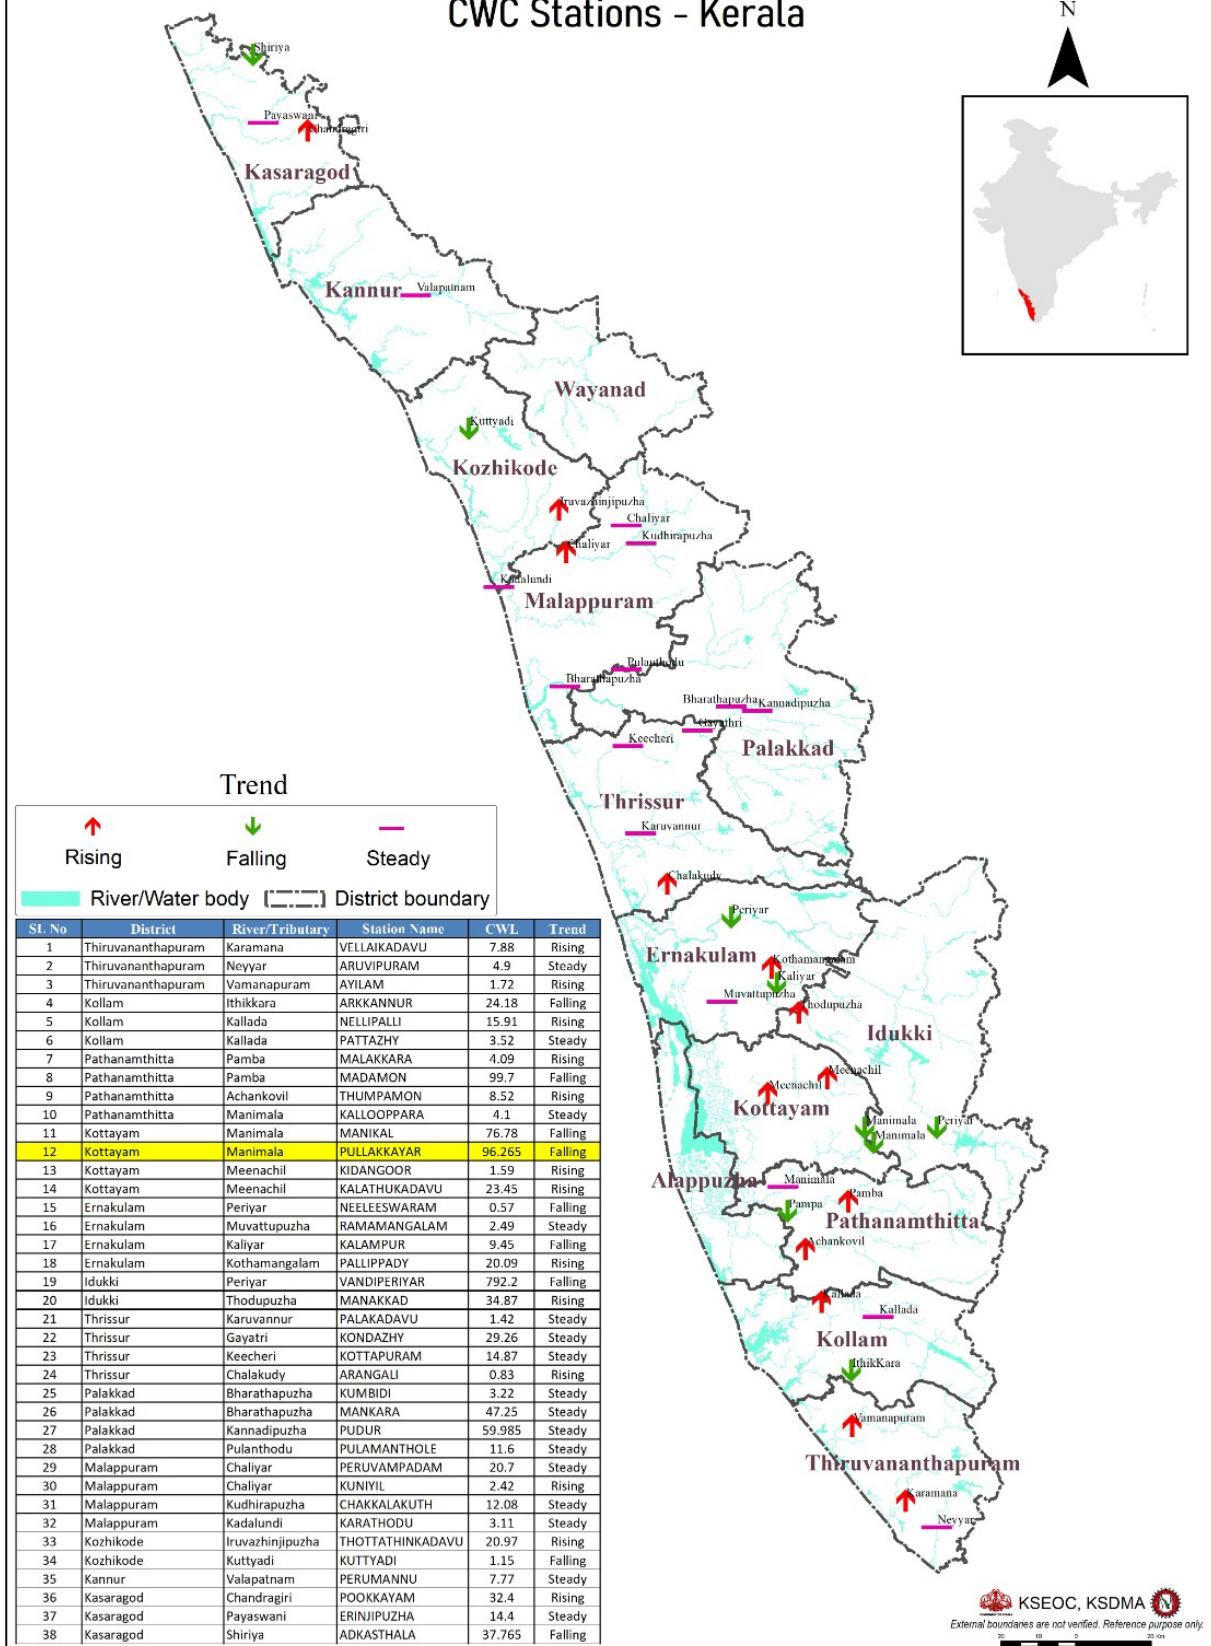 CWC Stations - Kerala
N
Shiriya
Payaswani
Chandragiri
Kasaragod
Kannur
Valapatnam
Wayanad
Kuttyadi
Kozhikode
Iruvazhinjipuzha
Chaliyar
Kudhirapuzha
Chaliyar
Kadalundi
Malappuram
Pulanthodu
Bharathapuzha
Bharathapuzha
Kannadipuzha
Gayathri
Keecheri
Palakkad
Thrissur
Karuvannur
Chalakudy
Periyar
Ernakulam
Kothamangalam
Kaliyar
Muvattupuzha
Thodupuzha
Idukki
Meenachil
Meenachil
Kottayam
Manimala
Periyar
Manimala
Alappuzha
Manimala
Pamba
Pampa
Pathanamthitta
Achankovil
Kallada
Kallada
Kollam
IthikKara
Vamanapuram
Thiruvananthapuram
Karamana
Neyyar
Trend
Rising Falling Steady
River/Water body District boundary
SL No District River/Tributary Station Name CWL Trend
1 Thiruvananthapuram Karamana VELLAIKADAVU 7.88 Rising
2 Thiruvananthapuram Neyyar ARUVIPURAM 4.9 Steady
3 Thiruvananthapuram Vamanapuram AYILAM 1.72 Rising
4 Kollam Ithikkara ARKKANNUR 24.18 Falling
5 Kollam Kallada NELLIPALLI 15.91 Rising
6 Kollam Kallada PATTAZHY 3.52 Steady
7 Pathanamthitta Pamba MALAKKARA 4.09 Rising
8 Pathanamthitta Pamba MADAMON 99.7 Falling
9 Pathanamthitta Achankovil THUMPAMON 8.52 Rising
10 Pathanamthitta Manimala KALLOOPPARA 4.1 Steady
11 Kottayam Manimala MANIKAL 76.78 Falling
12 Kottayam Manimala PULLAKKAYAR 96.265 Falling
13 Kottayam Meenachil KIDANGOOR 1.59 Rising
14 Kottayam Meenachil KALATHUKADAVU 23.45 Rising
15 Ernakulam Periyar NEELEESWARAM 0.57 Falling
16 Ernakulam Muvattupuzha RAMAMANGALAM 2.49 Steady
17 Ernakulam Kaliyar KALAMPUR 9.45 Falling
18 Ernakulam Kothamangalam PALLIPPADY 20.09 Rising
19 Idukki Periyar VANDIPERIYAR 792.2 Falling
20 Idukki Thodupuzha MANAKKAD 34.87 Rising
21 Thrissur Karuvannur PALAKADAVU 1.42 Steady
22 Thrissur Gayatri KONDAZHY 29.26 Steady
23 Thrissur Keecheri KOTTAPURAM 14.87 Steady
24 Thrissur Chalakudy ARANGALI 0.83 Rising
25 Palakkad Bharathapuzha KUMBIDI 3.22 Steady
26 Palakkad Bharathapuzha MANKARA 47.25 Steady
27 Palakkad Kannadipuzha PUDUR 59.985 Steady
28 Palakkad Pulanthodu PULAMANTHOLE 11.6 Steady
29 Malappuram Chaliyar PERUVAMPADAM 20.7 Steady
30 Malappuram Chaliyar KUNIYIL 2.42 Rising
31 Malappuram Kudhirapuzha CHAKKALAKUTH 12.08 Steady
32 Malappuram Kadalundi KARATHODU 3.11 Steady
33 Kozhikode Iruvazhinjipuzha THOTTATHINKADAVU 20.97 Rising
34 Kozhikode Kuttyadi KUTTYADI 1.15 Falling
35 Kannur Valapatnam PERUMANNU 7.77 Steady
36 Kasaragod Chandragiri POOKKAYAM 32.4 Rising
37 Kasaragod Payaswani ERINJIPUZHA 14.4 Steady
38 Kasaragod Shiriya ADKASTHALA 37.765 Falling
KSEOC, KSDMA
External boundaries are not verified. Reference purpose only.
20 10 0 20 Km